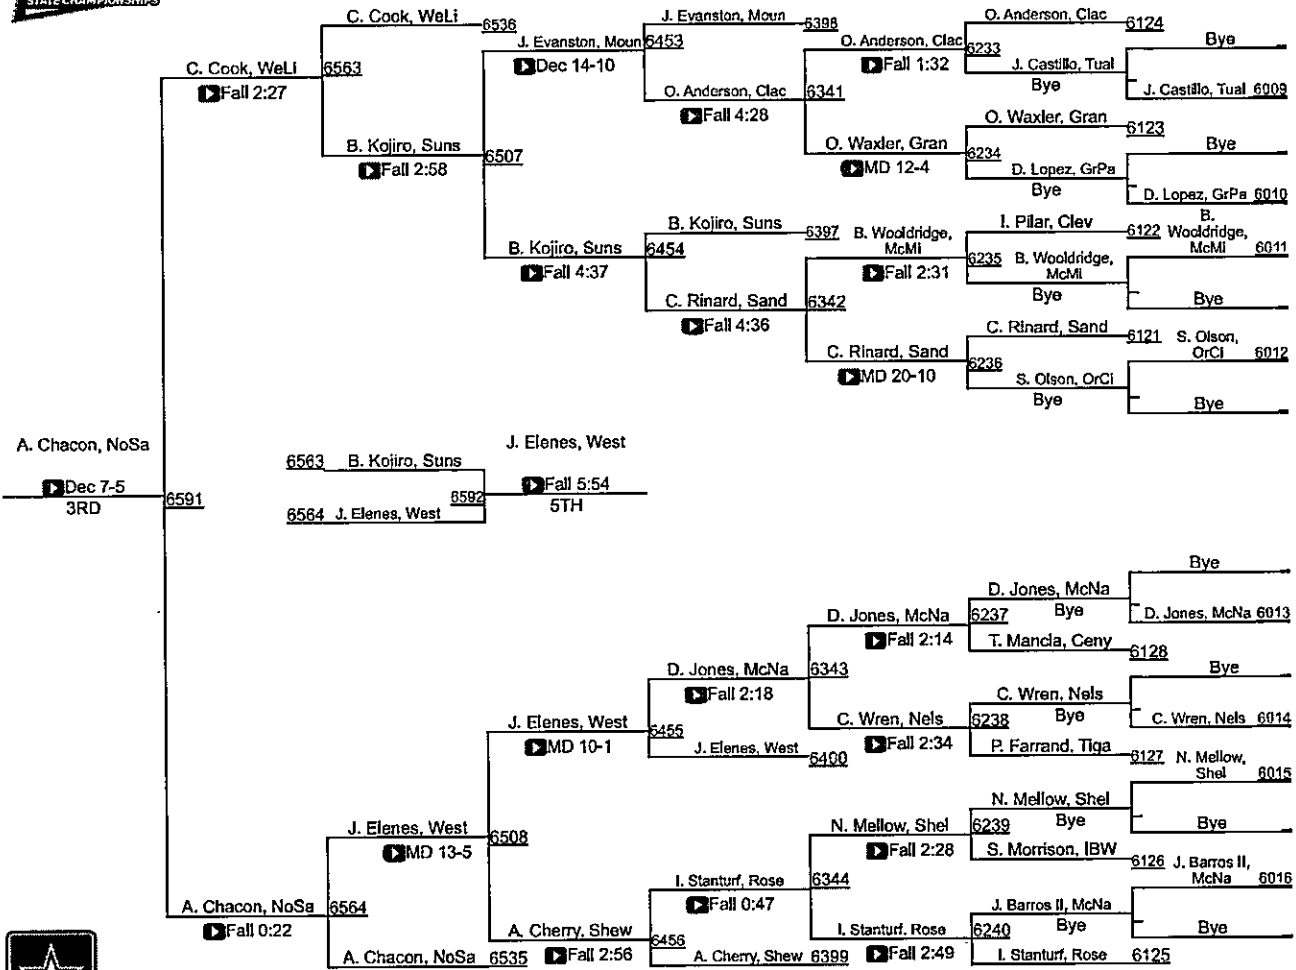 STATE CHAMPIONSHIPS
C. Cook, WeLi
6536
J. Evanston, Moun
6398
O. Anderson, Clac
6124
Bye
J. Evanston, Moun
6453
O. Anderson, Clac
6233
Dec 14-10
Fall 1:32
J. Castillo, Tual
Bye
J. Castillo, Tual 6009
C. Cook, WeLi
6563
Fall 2:27
O. Anderson, Clac
6341
Fall 4:28
O. Waxler, Gran
6123
Bye
B. Kojiro, Suns
6507
Fall 2:58
O. Waxler, Gran
6234
MD 12-4
D. Lopez, GrPa
Bye
D. Lopez, GrPa 6010
B. Kojiro, Suns
6397
B. Wooldridge,
McMi
I. Pilar, Clev
6122
B.
Wooldridge,
McMi
6011
B. Kojiro, Suns
6454
Fall 4:37
Fall 2:31
6235
B. Wooldridge,
McMi
Bye
Bye
C. Rinard, Sand
6342
Fall 4:36
C. Rinard, Sand
6121
S. Olson,
OrCi
6012
C. Rinard, Sand
6236
MD 20-10
S. Olson, OrCi
Bye
Bye
A. Chacon, NoSa
J. Elenes, West
6563 B. Kojiro, Suns
Dec 7-5
3RD
6591
6592
Fall 5:54
5TH
6564 J. Elenes, West
Bye
D. Jones, McNa
Bye
D. Jones, McNa 6013
D. Jones, McNa
6237
Fall 2:14
T. Mancia, Ceny
6128
D. Jones, McNa
6343
Fall 2:18
Bye
C. Wren, Nels
Bye
C. Wren, Nels 6014
J. Elenes, West
6455
MD 10-1
C. Wren, Nels
6238
Fall 2:34
J. Elenes, West
6400
P. Farrand, Tiga
6127
N. Mellow,
Shel
6015
N. Mellow, Shel
Bye
Bye
J. Elenes, West
6508
MD 13-5
N. Mellow, Shel
6239
Fall 2:28
S. Morrison, IBW
6126
J. Barros II,
McNa
6016
I. Stanturf, Rose
6344
Fall 0:47
A. Chacon, NoSa
6564
Fall 0:22
J. Barros II, McNa
Bye
Bye
A. Cherry, Shew
6456
Fall 2:56
I. Stanturf, Rose
6240
Fall 2:49
A. Chacon, NoSa
6535
A. Cherry, Shew 6399
I. Stanturf, Rose
6125